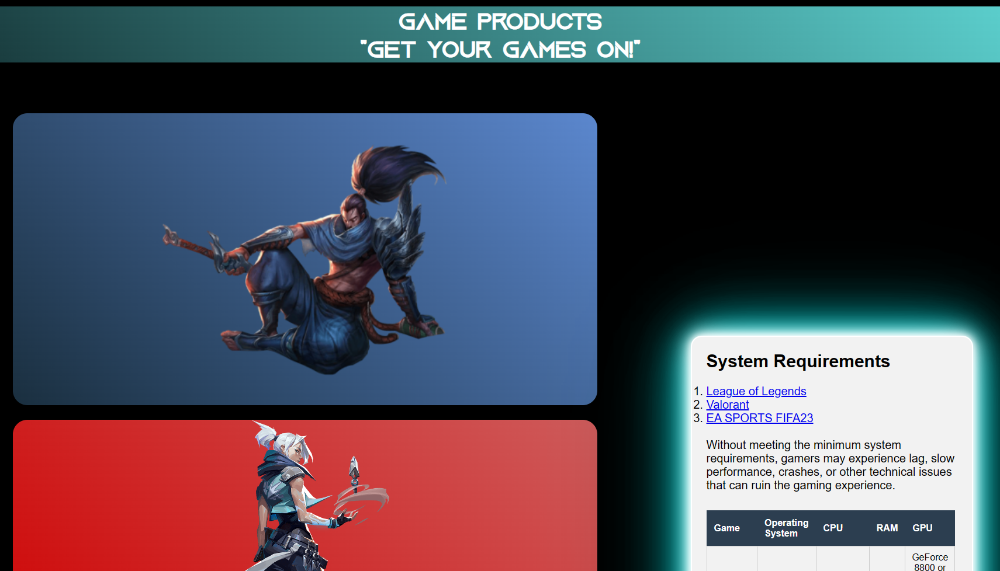 GAME PRODUCTS
"GET YOUR GAMES ON!"
System Requirements
1. League of Legends
2. Valorant
3. EA SPORTS FIFA23
Without meeting the minimum system
requirements, gamers may experience lag, slow
performance, crashes, or other technical issues
that can ruin the gaming experience.
Game Operating System CPU RAM GPU
GeForce
8800 or